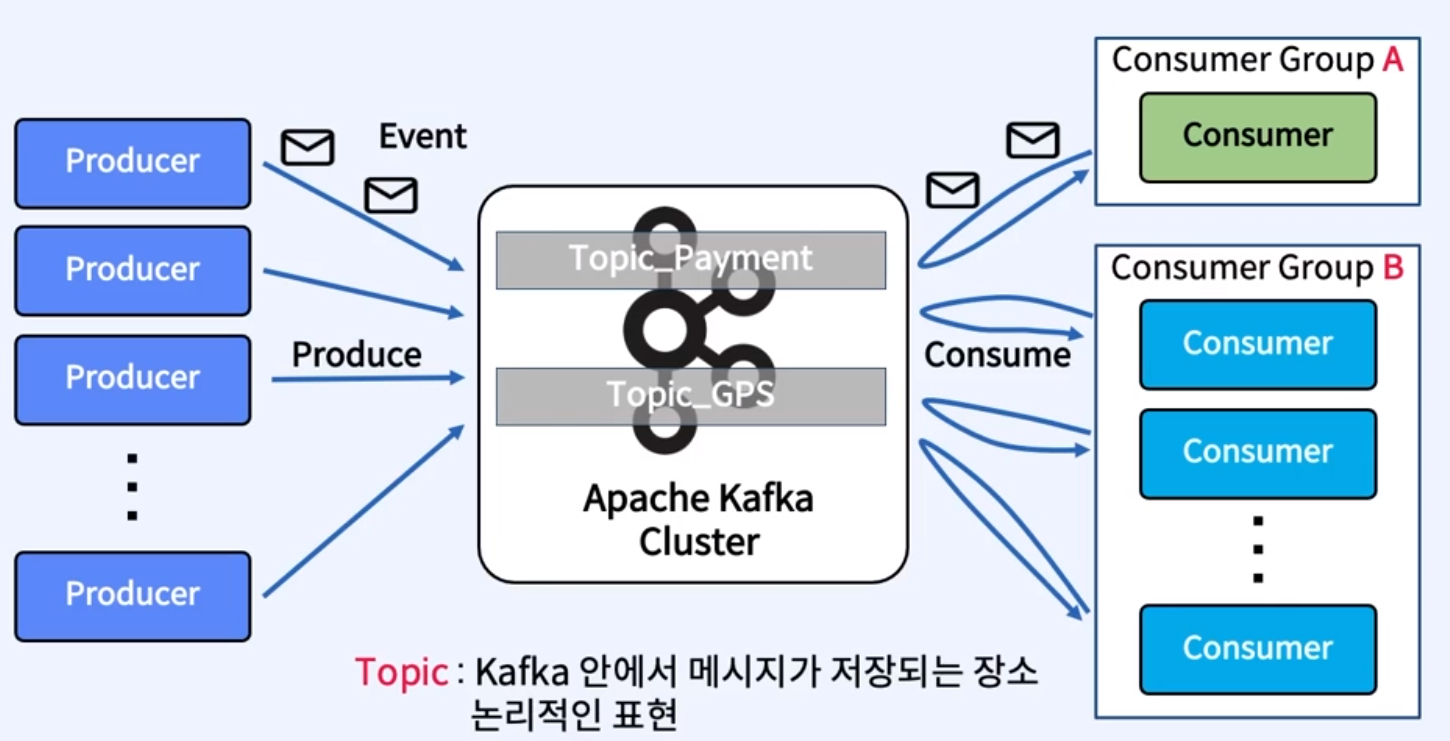 Consumer Group A
Consumer
Event
Producer
Topic_Payment
Producer
Consumer Group B
Consumer
Produce
Consume
Producer
Topic_GPS
Consumer
Apache Kafka
Cluster
Producer
Consumer
Topic : Kafka 안에서 메시지가 저장되는 장소
논리적인 표현